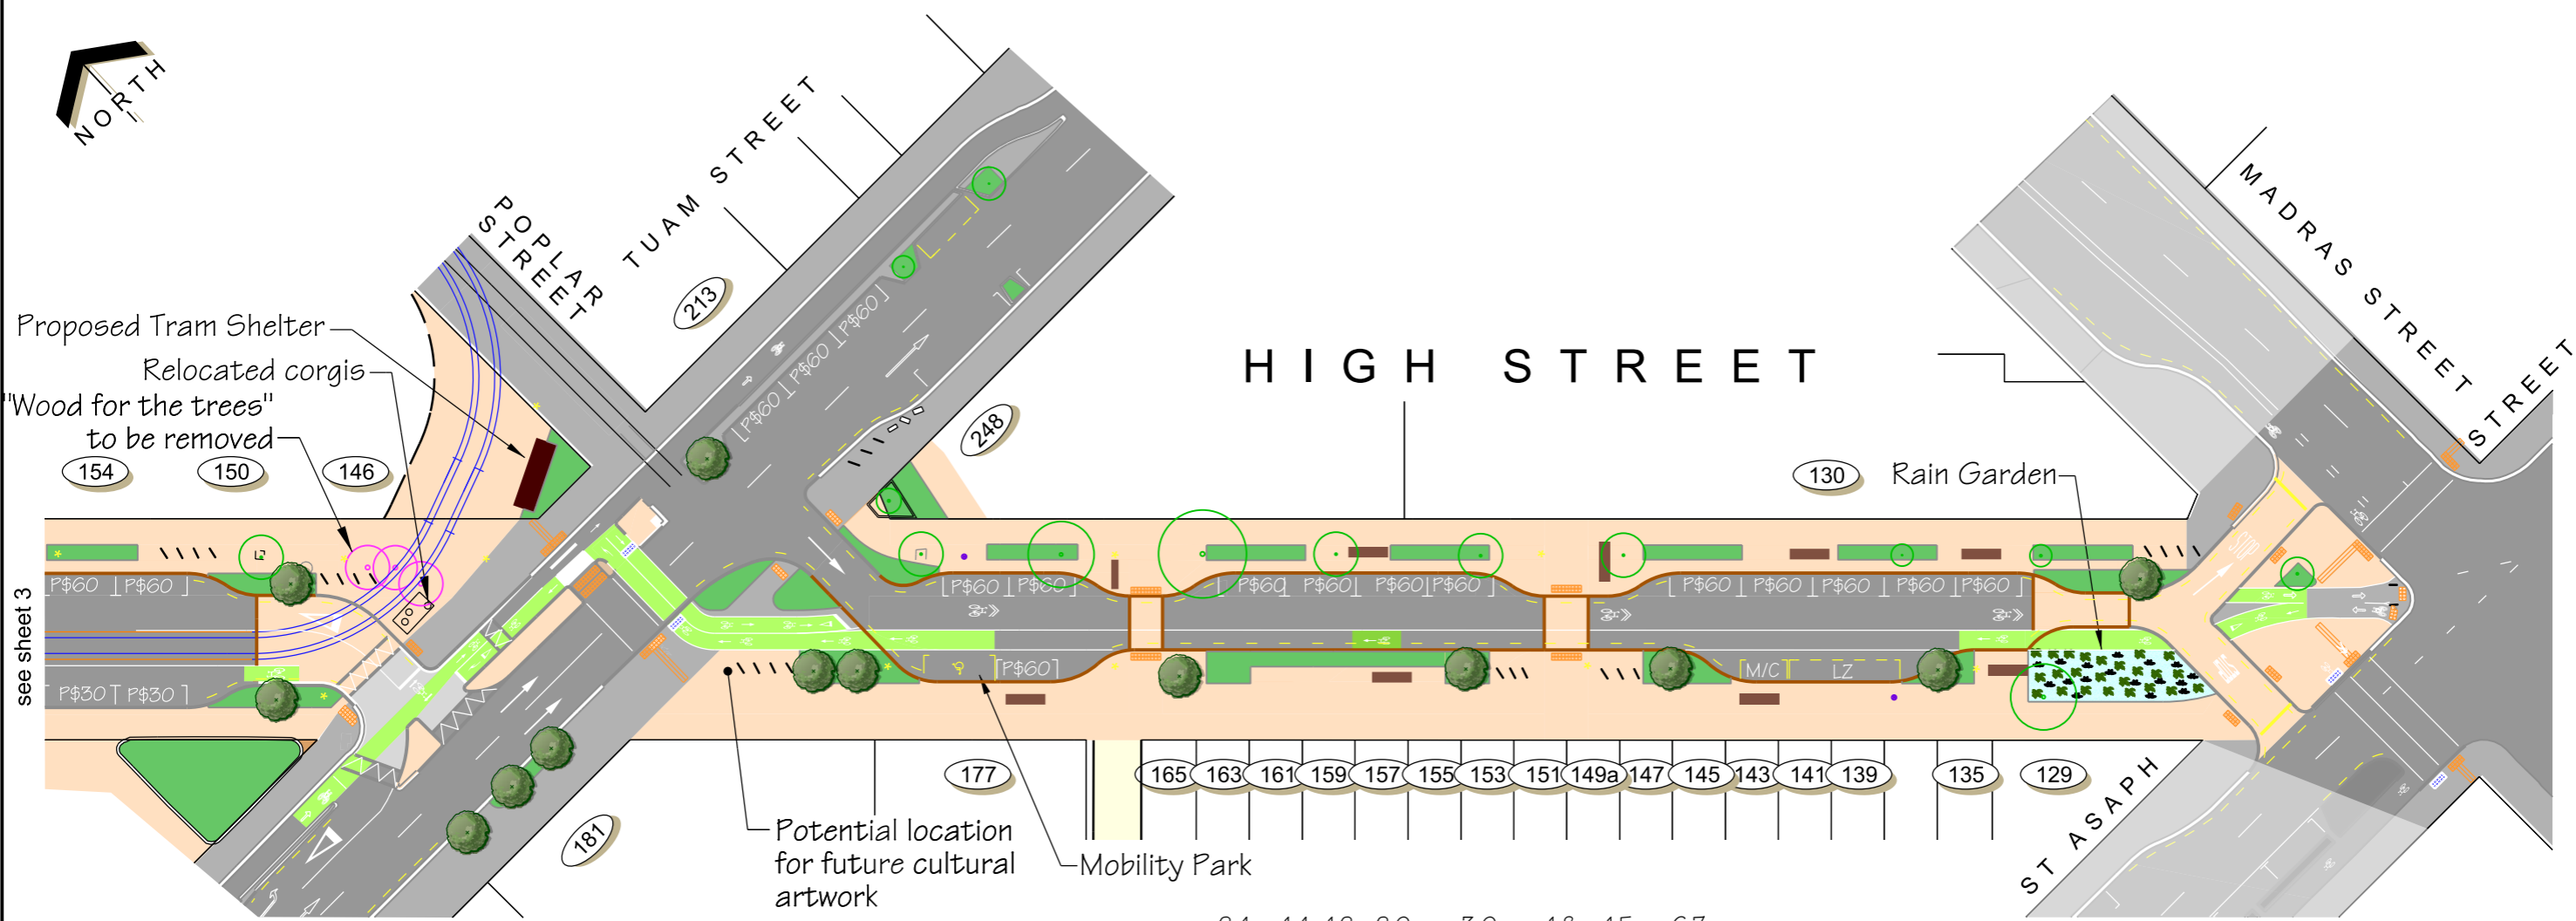 NORTH
POPLAR
STREET
TUAM STREET
213
MADRAS STREET
STREET
HIGH STREET
Proposed Tram Shelter
Relocated corgis
"Wood for the trees"
to be removed
154
150
146
248
130
Rain Garden
see sheet 3
P$60
P$60
P$30
P$30
[P$60]
P$60
P$60]
[P$60
P$60
P$60
P$60
P$60
P$60]
[P$60
P$60
P$60
P$60
P$60]
P$60]
[M/C]
LZ
177
165
163
161
159
157
155
153
151
149a
147
145
143
141
139
135
129
181
ST ASAPH
Potential location
for future cultural
artwork
Mobility Park